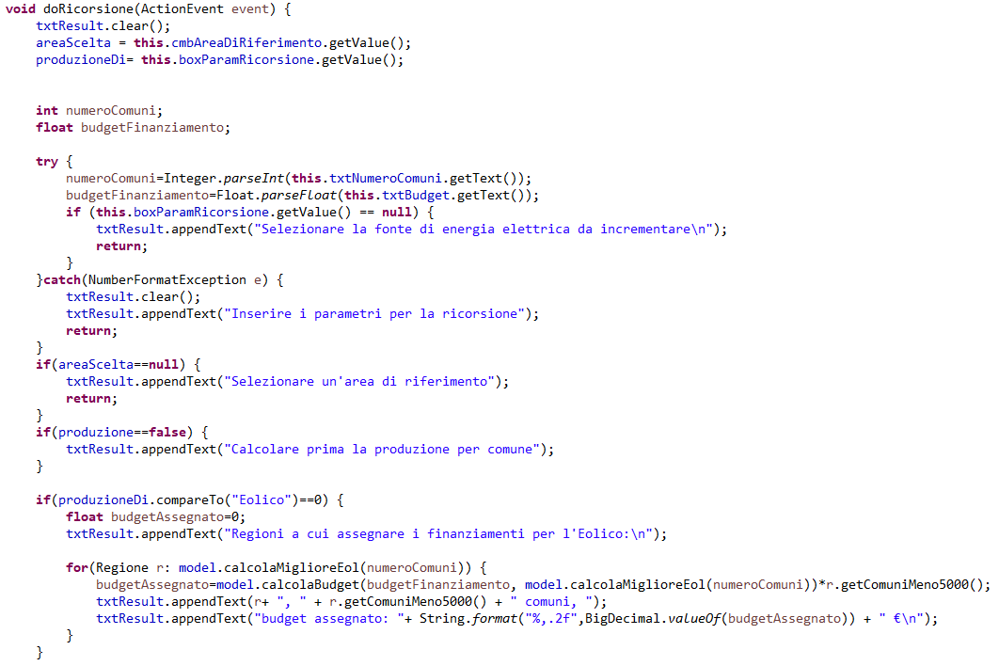 void doRicorsione(ActionEvent event) {
    txtResult.clear();
    areaScelta = this.cmbAreaDiRiferimento.getValue();
    produzioneDi= this.boxParamRicorsione.getValue();


    int numeroComuni;
    float budgetFinanziamento;

    try {
        numeroComuni=Integer.parseInt(this.txtNumeroComuni.getText());
        budgetFinanziamento=Float.parseFloat(this.txtBudget.getText());
        if (this.boxParamRicorsione.getValue() == null) {
            txtResult.appendText("Selezionare la fonte di energia elettrica da incrementare\n");
            return;
        }
    }catch(NumberFormatException e) {
        txtResult.clear();
        txtResult.appendText("Inserire i parametri per la ricorsione");
        return;
    }
    if(areaScelta==null) {
        txtResult.appendText("Selezionare un'area di riferimento");
        return;
    }
    if(produzione==false) {
        txtResult.appendText("Calcolare prima la produzione per comune");
    }

    if(produzioneDi.compareTo("Eolico")==0) {
        float budgetAssegnato=0;
        txtResult.appendText("Regioni a cui assegnare i finanziamenti per l'Eolico:\n");

        for(Regione r: model.calcolaMiglioreEol(numeroComuni)) {
            budgetAssegnato=model.calcolaBudget(budgetFinanziamento, model.calcolaMiglioreEol(numeroComuni))*r.getComuniMeno5000();
            txtResult.appendText(r+ ", " + r.getComuniMeno5000() + " comuni, ");
            txtResult.appendText("budget assegnato: "+ String.format("%,.2f",BigDecimal.valueOf(budgetAssegnato)) + " €\n");
        }
    }